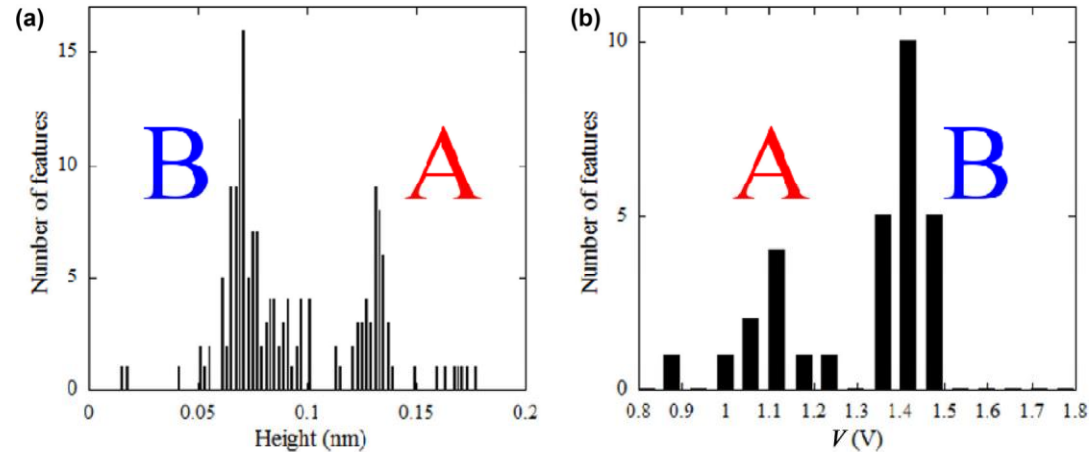 (a)
Number of features
15
10
5
0
B
A
0 0.05 0.1 0.15 0.2
Height (nm)
(b)
Number of features
10
5
0
A
B
0.8 0.9 1 1.1 1.2 1.3 1.4 1.5 1.6 1.7 1.8
V (V)